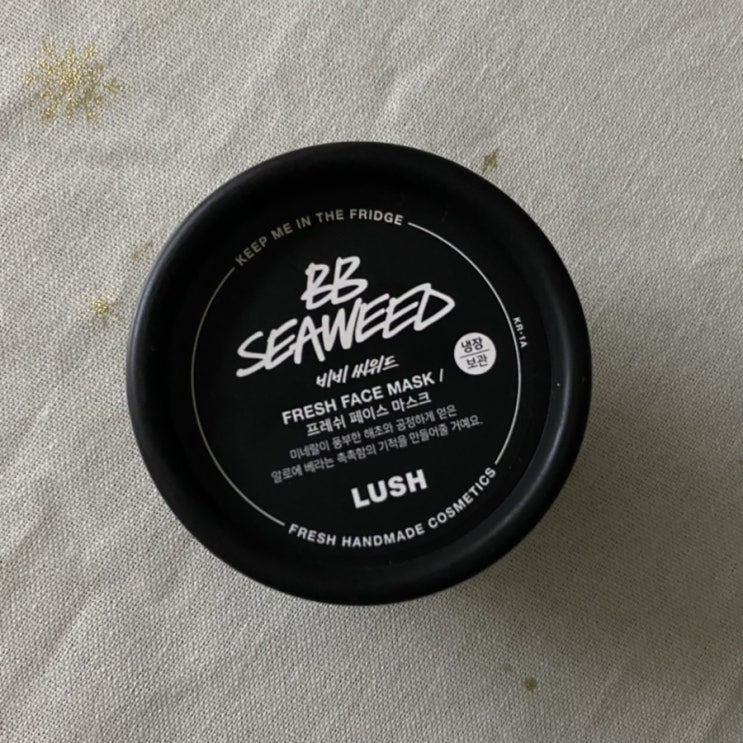 KEEP ME IN THE FRIDGE
BB
SEAWEED
비비 씨위드
냉장
보관
KR-1A
FRESH FACE MASK /
프레쉬 페이스 마스크
미네랄이 풍부한 해초와 공정하게 얻은
알로에 베라는 촉촉함의 기적을 만들어줄 거예요.
LUSH
FRESH HANDMADE COSMETICS